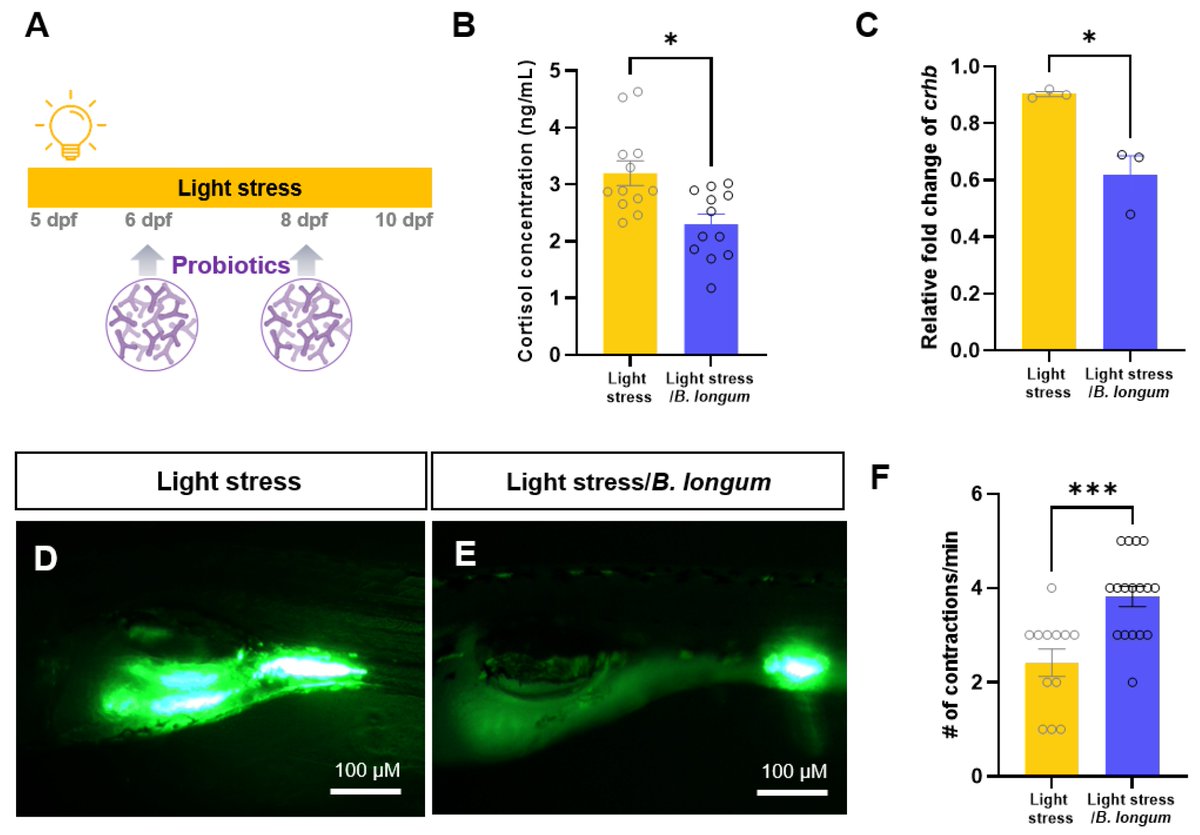 A
Light stress
5 dpf
6 dpf
8 dpf
10 dpf
Probiotics
B
*
Cortisol concentration (ng/mL)
5
4
3
2
1
0
Light
stress
Light stress
/B. longum
C
*
Relative fold change of crhb
1.0
0.8
0.6
0.4
0.2
0.0
Light
stress
Light stress
/B. longum
Light stress
Light stress/B. longum
D
100 µM
E
100 µM
F
***
# of contractions/min
6
4
2
0
Light
stress
Light stress
/B. longum